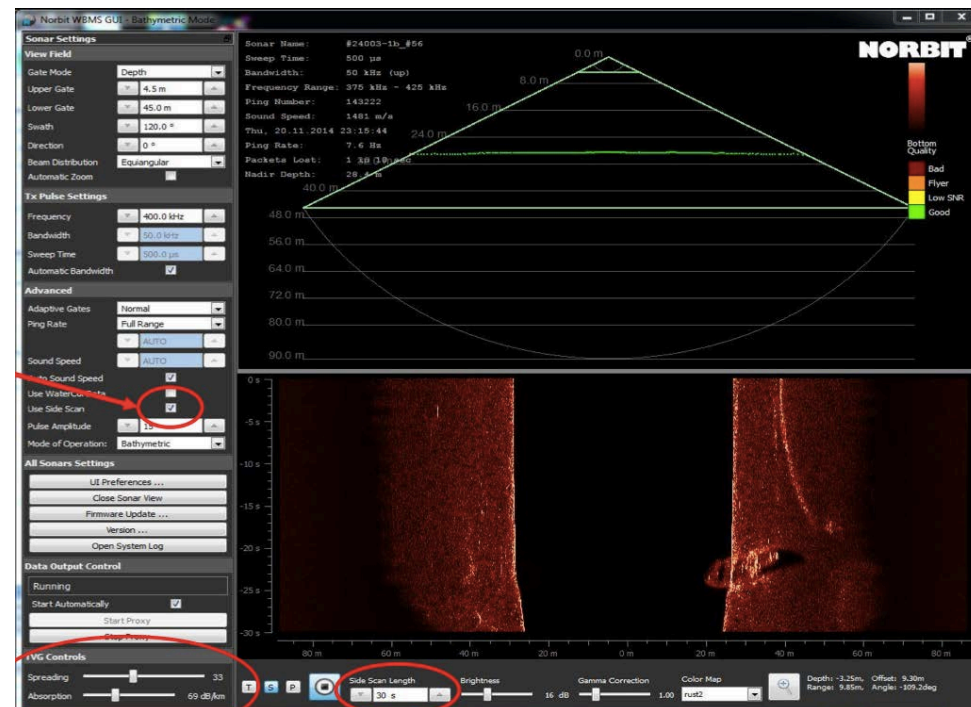 Norbit WBMS GUI - Bathymetric Mode
Sonar Settings
View Field
Gate Mode Depth
Upper Gate 4.5 m
Lower Gate 45.0 m
Swath 120.0 °
Direction 0 °
Beam Distribution Equiangular
Automatic Zoom
Tx Pulse Settings
Frequency 400.0 kHz
Bandwidth 50.0 kHz
Sweep Time 500.0 µs
Automatic Bandwidth
Advanced
Adaptive Gates Normal
Ping Rate Full Range
AUTO
Sound Speed AUTO
Auto Sound Speed
Use
Use Side Scan
Pulse Amplitude 15
Mode of Operation: Bathymetric
All Sonars Settings
UI Preferences ...
Close Sonar View
Firmware Update ...
Version ...
Open System Log
Data Output Control
Running
Start Automatically
Start Proxy
Stop Proxy
TVG Controls
Spreading 33
Absorption 69 dB/km
Sonar Name: #24003-1b_#56
Sweep Time: 500 µs
Bandwidth: 50 kHz (up)
Frequency Range: 375 kHz - 425 kHz
Ping Number: 143222
Sound Speed: 1481 m/s
Thu, 20.11.2014 23:15:44
Ping Rate: 7.6 Hz
Packets Lost: 1
Nadir Depth: 28.4 m
0.0 m
8.0 m
16.0 m
24.0 m
40.0 m
48.0 m
56.0 m
64.0 m
72.0 m
80.0 m
90.0 m
NORBIT®
Bottom
Quality
Bad
Flyer
Low SNR
Good
0 s
-5 s
-10 s
-15 s
-20 s
-25 s
-30 s
80 m 60 m 40 m 20 m 0 m 20 m 40 m 60 m 80 m
T S P
Side Scan Length
30 s
Brightness
16 dB
Gamma Correction
1.00
Color Map
rust2
Depth: -3.25m, Offset: 9.30m
Range: 9.85m, Angle: -109.2deg